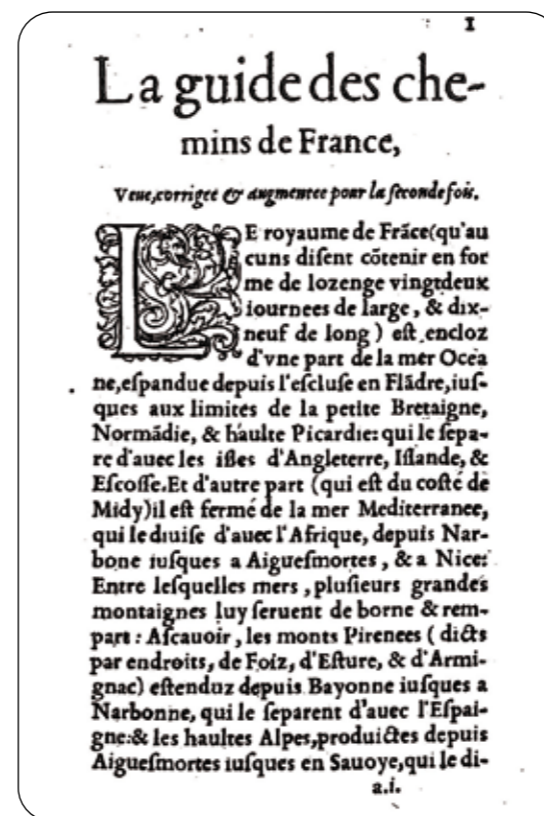 1
La guide des che-
mins de France,
Veue, corrigee & augmentee pour la ſeconde fois.
LE royaume de Frãce (qu'au
cuns diſent cõtenir en for
me de lozenge vingtdeux
iournees de large, & dix-
neuf de long) eſt encloz
d'vne part de la mer Ocea
ne, eſpandue depuis l'eſcluſe en Flãdre, iuſ-
ques aux limites de la petite Bretaigne,
Normãdie, & haulte Picardie: qui le ſepa-
re d'auec les iſles d'Angleterre, Iſlande, &
Eſcoſſe. Et d'autre part (qui eſt du coſté de
Midy) il eſt fermé de la mer Mediterranee,
qui le diuiſe d'auec l'Afrique, depuis Nar-
bone iuſques a Aigueſmortes, & a Nice:
Entre leſquelles mers, pluſieurs grandes
montaignes luy ſeruent de borne & rem-
part: Aſcauoir, les monts Pirenees (dicts
par endroits, de Foiz, d'Eſture, & d'Armi-
gnac) eſtenduz depuis Bayonne iuſques a
Narbonne, qui le ſeparent d'auec l'Eſpai-
gne: & les haultes Alpes, produictes depuis
Aigueſmortes iuſques en Sauoye, qui le di-
a.i.